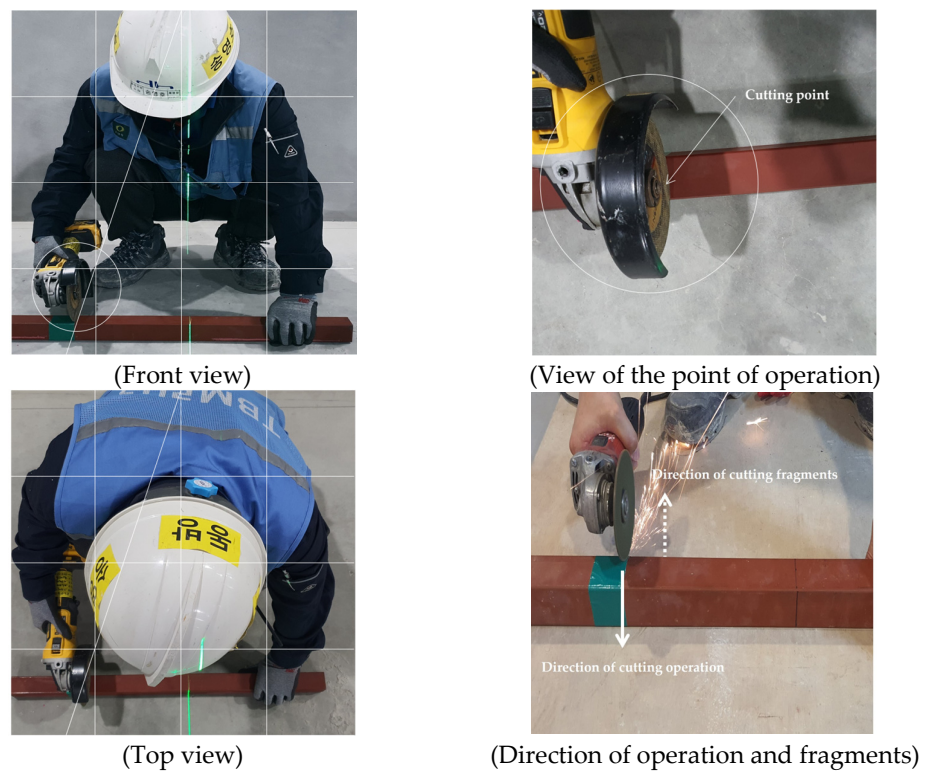 Cutting point
(Front view)
(View of the point of operation)
TBM
Direction of cutting fragments
Direction of cutting operation
(Top view)
(Direction of operation and fragments)